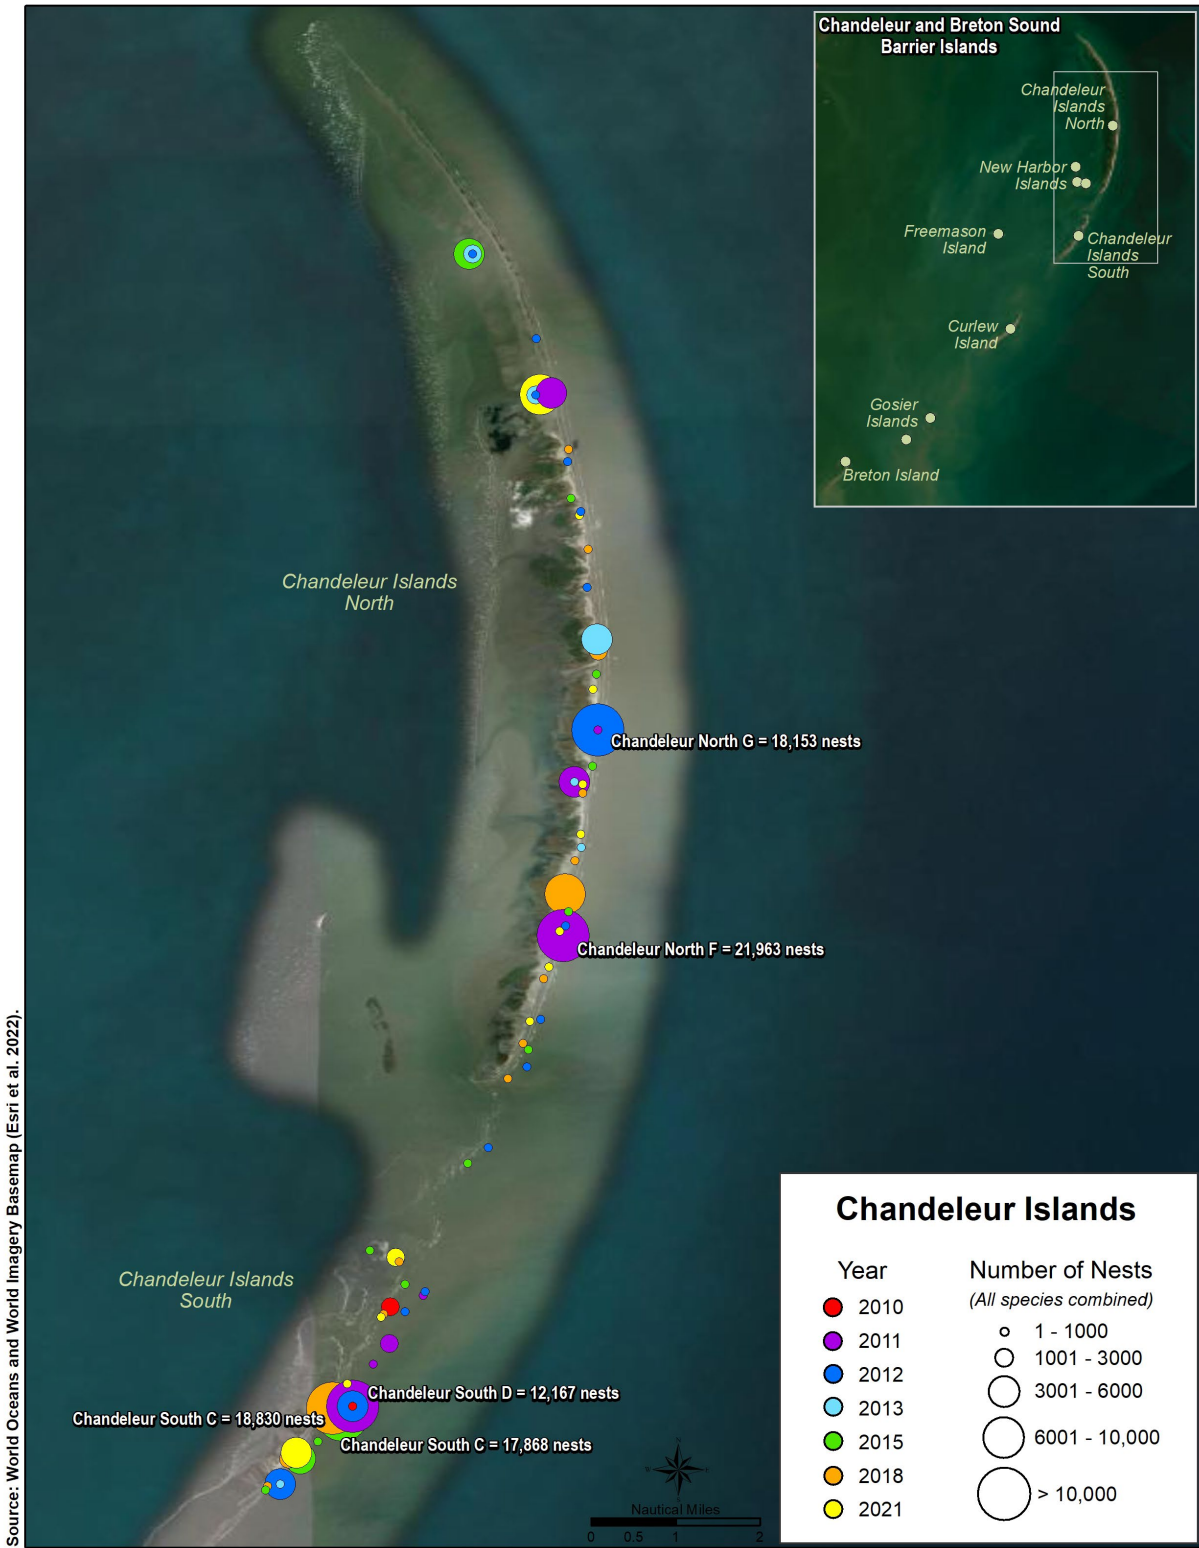 Chandeleur and Breton Sound
Barrier Islands
Chandeleur
Islands
North
New Harbor
Islands
Freemason
Island
Chandeleur
Islands
South
Curlew
Island
Gosier
Islands
Breton Island
Chandeleur Islands
North
Chandeleur North G = 18,153 nests
Chandeleur North F = 21,963 nests
Chandeleur Islands
South
Chandeleur South D = 12,167 nests
Chandeleur South C = 18,830 nests
Chandeleur South C = 17,868 nests
Chandeleur Islands
Year
2010
2011
2012
2013
2015
2018
2021
Number of Nests
(All species combined)
1 - 1000
1001 - 3000
3001 - 6000
6001 - 10,000
> 10,000
N
Nautical Miles
0 0.5 1 2
Source: World Oceans and World Imagery Basemap (Esri et al. 2022).